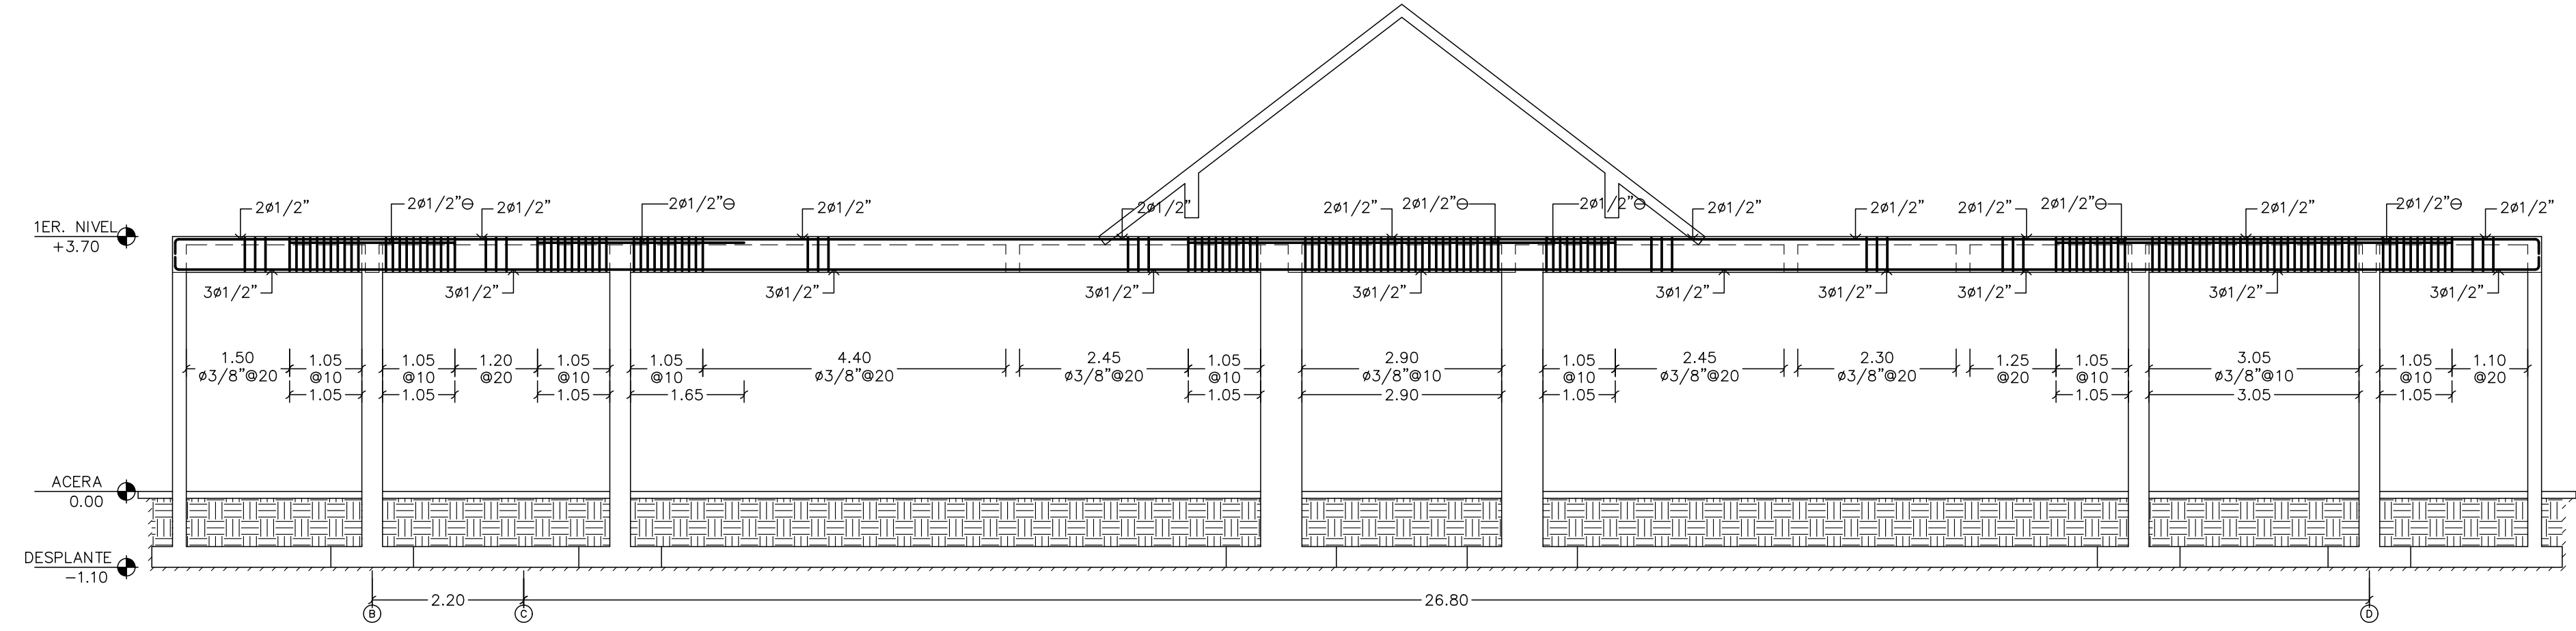 2ø1/2"
2ø1/2"⊖
2ø1/2"
2ø1/2"⊖
2ø1/2"
2ø1/2"
2ø1/2"
2ø1/2"⊖
2ø1/2"⊖
2ø1/2"
2ø1/2"
2ø1/2"
2ø1/2"⊖
2ø1/2"
2ø1/2"⊖
2ø1/2"
1ER. NIVEL
+3.70
3ø1/2"
3ø1/2"
3ø1/2"
3ø1/2"
3ø1/2"
3ø1/2"
3ø1/2"
3ø1/2"
3ø1/2"
3ø1/2"
1.50
ø3/8"@20
1.05
@10
1.05
1.05
@10
1.05
1.20
@20
1.05
@10
1.05
1.05
@10
1.65
4.40
ø3/8"@20
2.45
ø3/8"@20
1.05
@10
1.05
2.90
ø3/8"@10
2.90
1.05
@10
1.05
2.45
ø3/8"@20
2.30
ø3/8"@20
1.25
@20
1.05
@10
1.05
3.05
ø3/8"@10
3.05
1.05
@10
1.05
1.10
@20
ACERA
0.00
DESPLANTE
-1.10
2.20
26.80
B
C
D